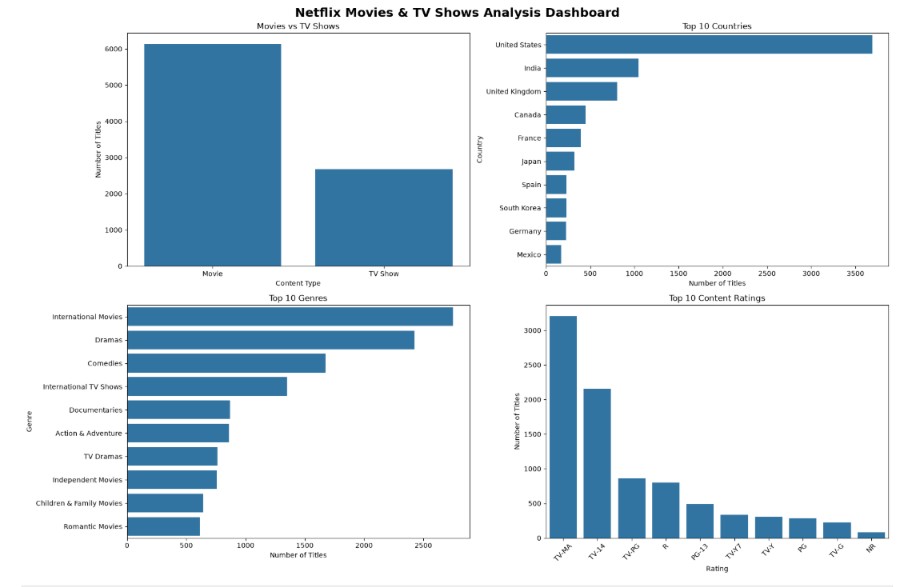 Netflix Movies & TV Shows Analysis Dashboard
Movies vs TV Shows
Number of Titles
6000
5000
4000
3000
2000
1000
0
Movie TV Show
Content Type
Top 10 Countries
Country
United States
India
United Kingdom
Canada
France
Japan
Spain
South Korea
Germany
Mexico
0 500 1000 1500 2000 2500 3000 3500
Number of Titles
Top 10 Genres
Genre
International Movies
Dramas
Comedies
International TV Shows
Documentaries
Action & Adventure
TV Dramas
Independent Movies
Children & Family Movies
Romantic Movies
0 500 1000 1500 2000 2500
Number of Titles
Top 10 Content Ratings
Number of Titles
3000
2500
2000
1500
1000
500
0
TV-MA TV-14 TV-PG R PG-13 TV-Y7 TV-Y PG TV-G NR
Rating